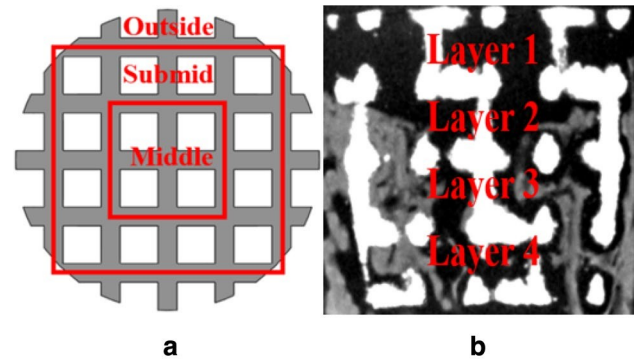 Outside
Submid
Middle
Layer 1
Layer 2
Layer 3
Layer 4
a
b